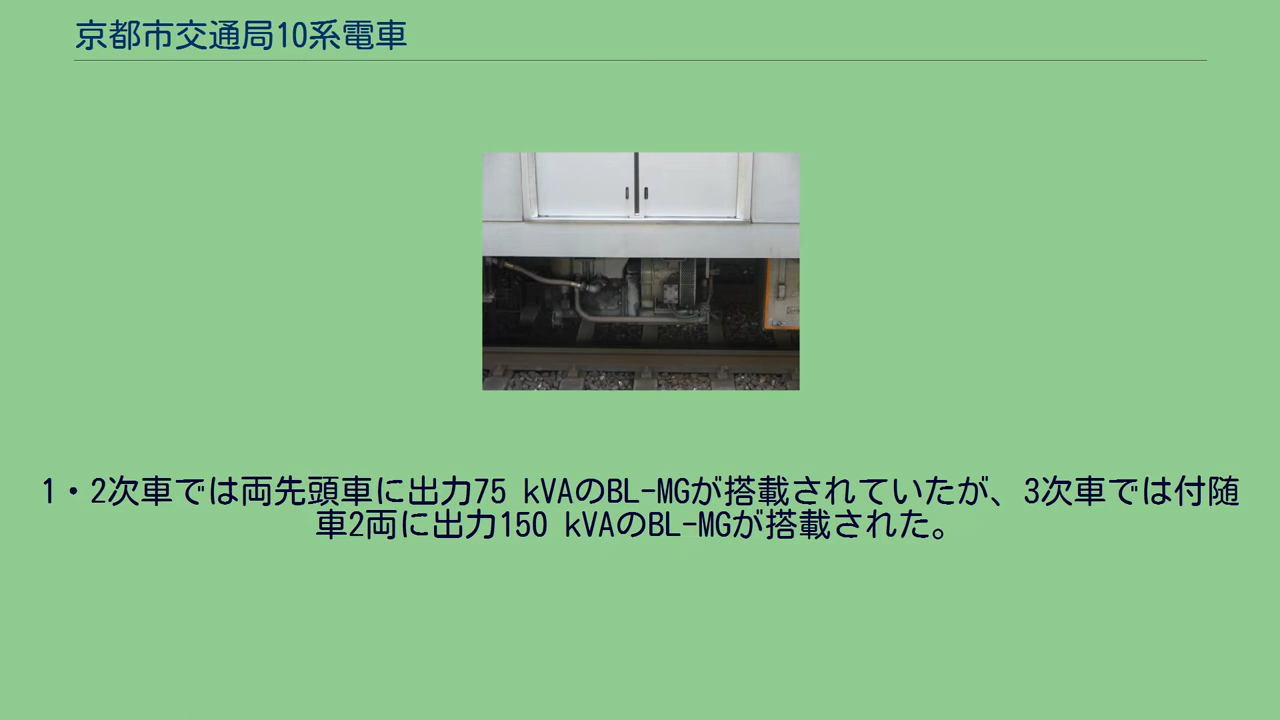 京都市交通局10系電車
1・2次車では両先頭車に出力75 kVAのBL-MGが搭載されていたが、3次車では付随
車2両に出力150 kVAのBL-MGが搭載された。